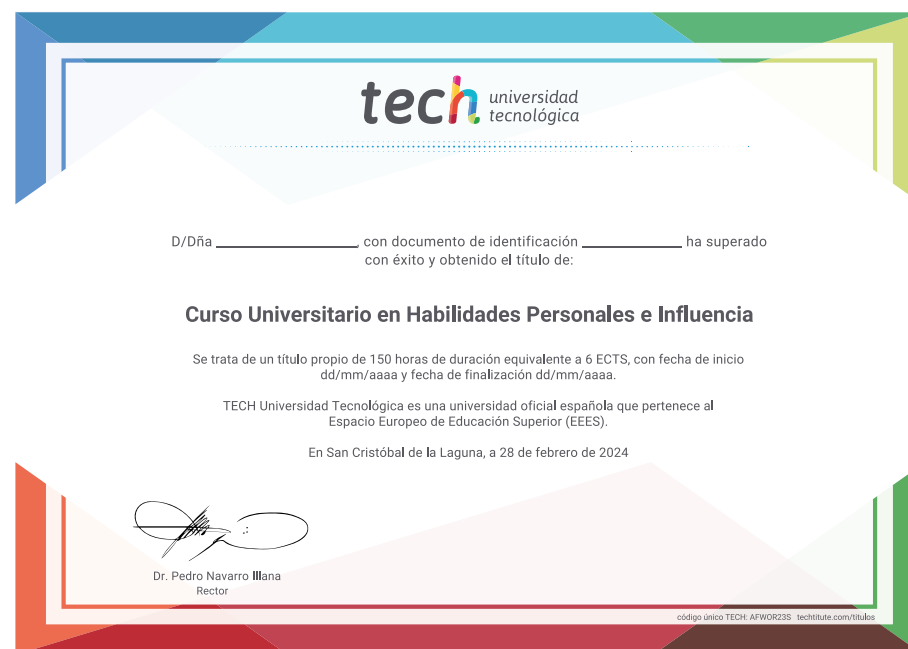 tech universidad
tecnológica
D/Dña ____________, con documento de identificación ____________ ha superado
con éxito y obtenido el título de:
Curso Universitario en Habilidades Personales e Influencia
Se trata de un título propio de 150 horas de duración equivalente a 6 ECTS, con fecha de inicio
dd/mm/aaaa y fecha de finalización dd/mm/aaaa.
TECH Universidad Tecnológica es una universidad oficial española que pertenece al
Espacio Europeo de Educación Superior (EEES).
En San Cristóbal de la Laguna, a 28 de febrero de 2024
Dr. Pedro Navarro Illana
Rector
código único TECH: AFWOR23S techtitute.com/titulos